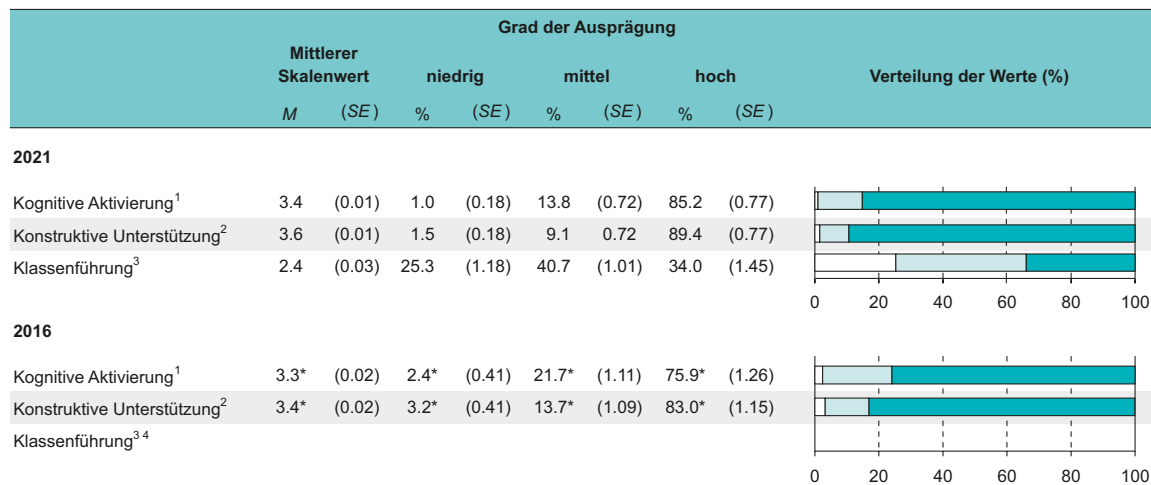 Grad der Ausprägung
Mittlerer
Skalenwert niedrig mittel hoch Verteilung der Werte (%)
M (SE) % (SE) % (SE) % (SE)
2021
Kognitive Aktivierung¹ 3.4 (0.01) 1.0 (0.18) 13.8 (0.72) 85.2 (0.77)
Konstruktive Unterstützung² 3.6 (0.01) 1.5 (0.18) 9.1 0.72 89.4 (0.77)
Klassenführung³ 2.4 (0.03) 25.3 (1.18) 40.7 (1.01) 34.0 (1.45)
0 20 40 60 80 100
2016
Kognitive Aktivierung¹ 3.3* (0.02) 2.4* (0.41) 21.7* (1.11) 75.9* (1.26)
Konstruktive Unterstützung² 3.4* (0.02) 3.2* (0.41) 13.7* (1.09) 83.0* (1.15)
Klassenführung³ ⁴
0 20 40 60 80 100